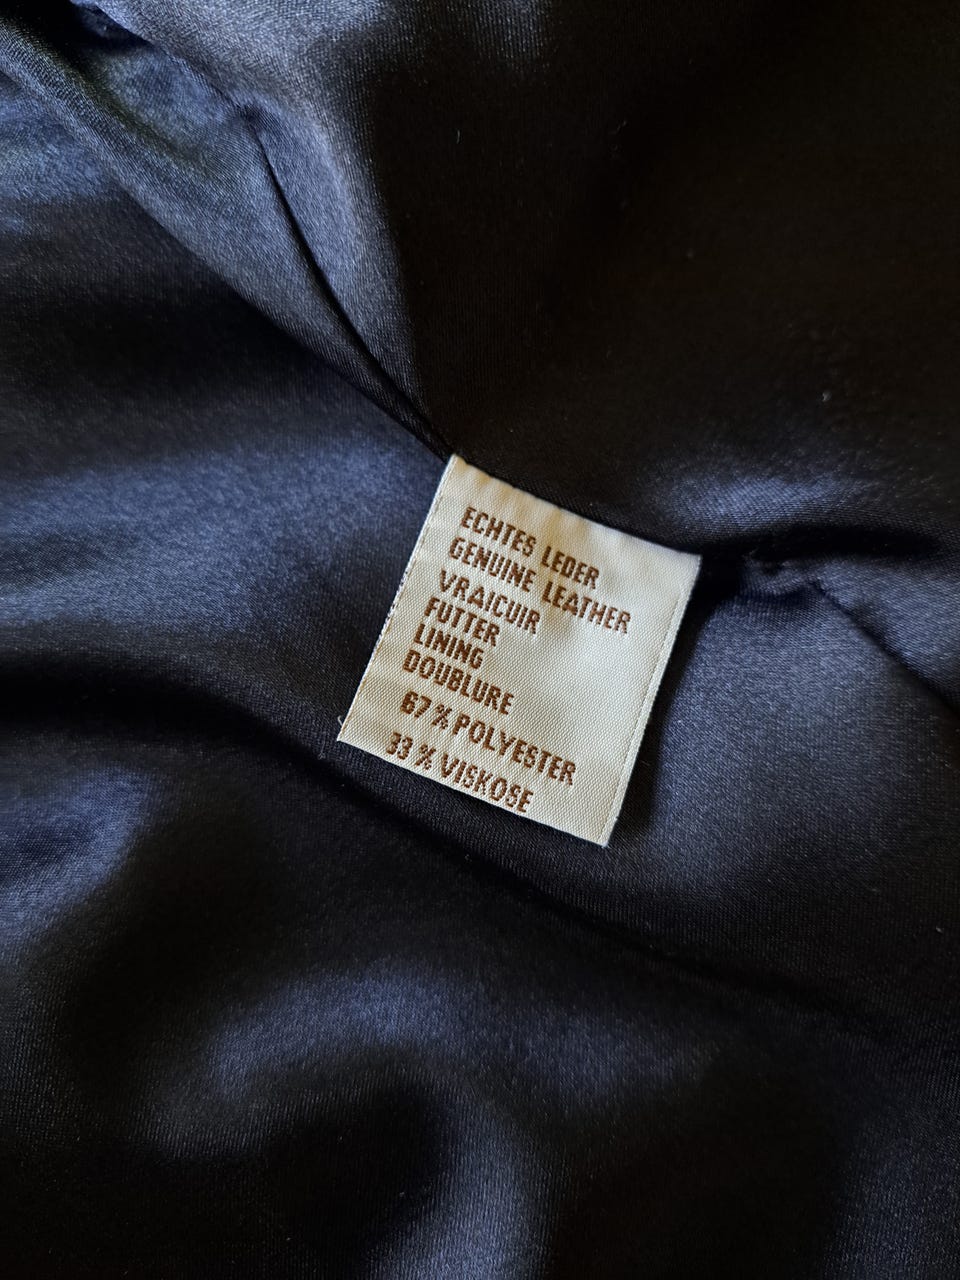 ECHTES LEDER
GENUINE LEATHER
VRAICUIR
FUTTER
LINING
DOUBLURE
67% POLYESTER
33% VISKOSE